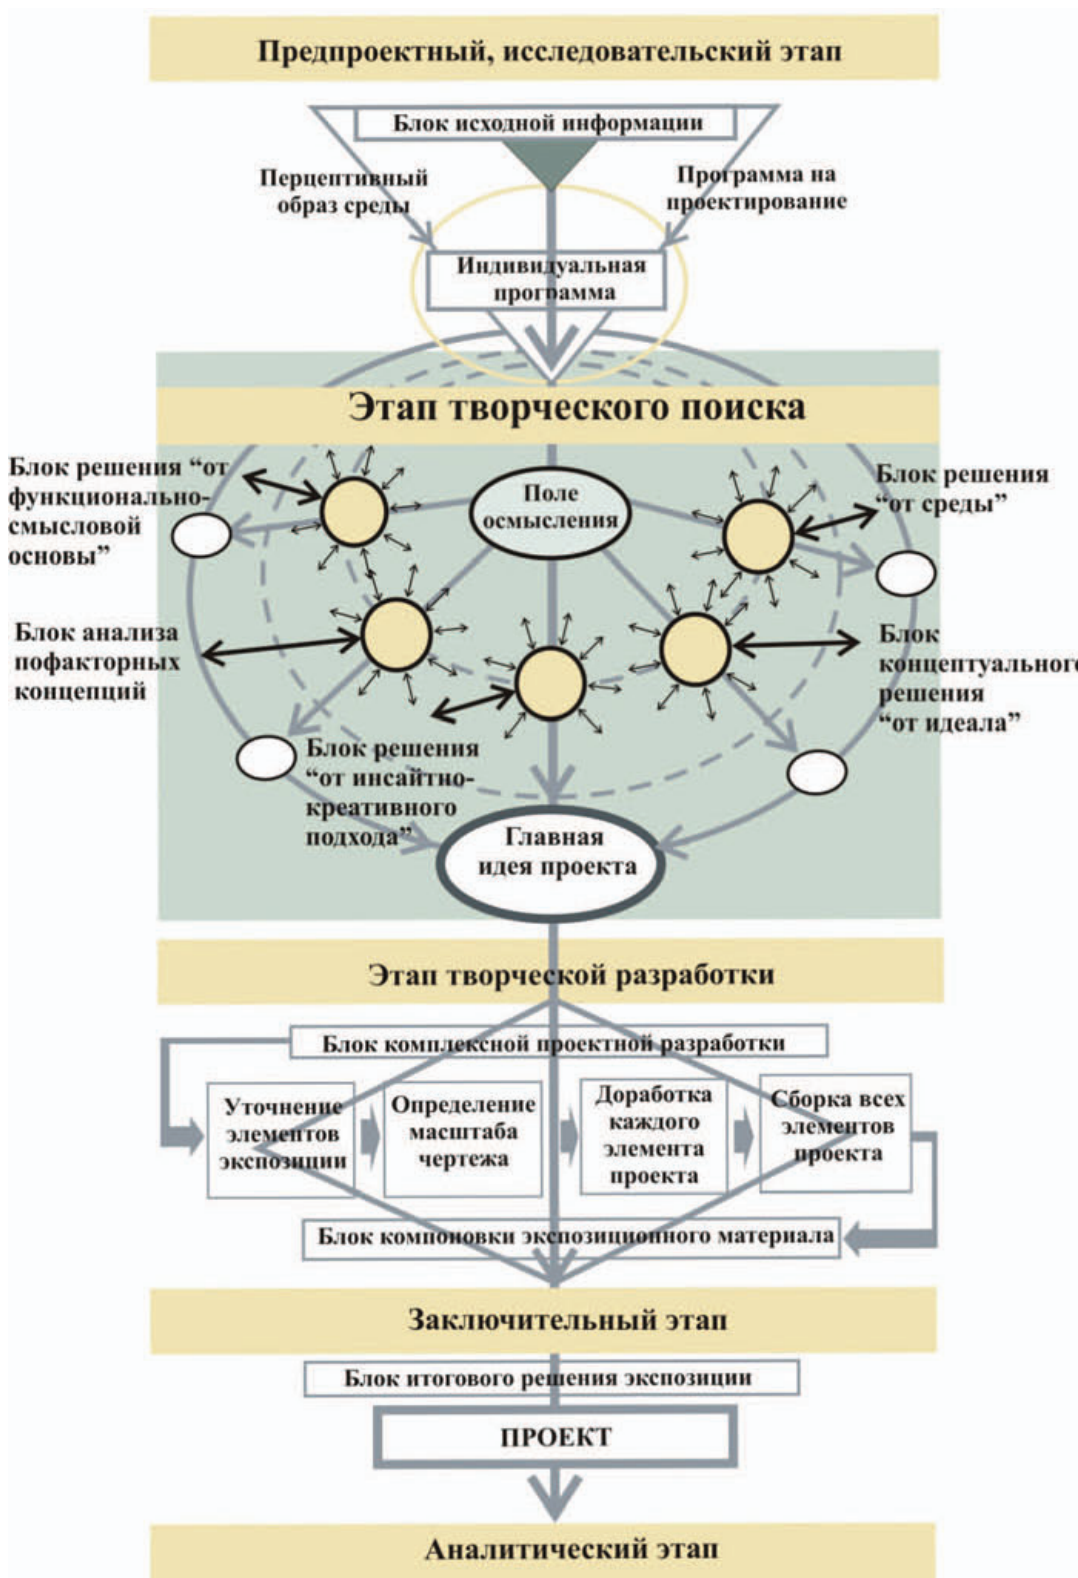 Предпроектный, исследовательский этап
Блок исходной информации
Перцептивный
образ среды
Программа на
проектирование
Индивидуальная
программа
Этап творческого поиска
Блок решения “от
функционально-
смысловой
основы”
Поле
осмысления
Блок решения
“от среды”
Блок анализа
пофакторных
концепций
Блок
концептуального
решения
“от идеала”
Блок решения
“от инсайтно-
креативного
подхода”
Главная
идея проекта
Этап творческой разработки
Блок комплексной проектной разработки
Уточнение
элементов
экспозиции
Определение
масштаба
чертежа
Доработка
каждого
элемента
проекта
Сборка всех
элементов
проекта
Блок компоновки экспозиционного материала
Заключительный этап
Блок итогового решения экспозиции
ПРОЕКТ
Аналитический этап